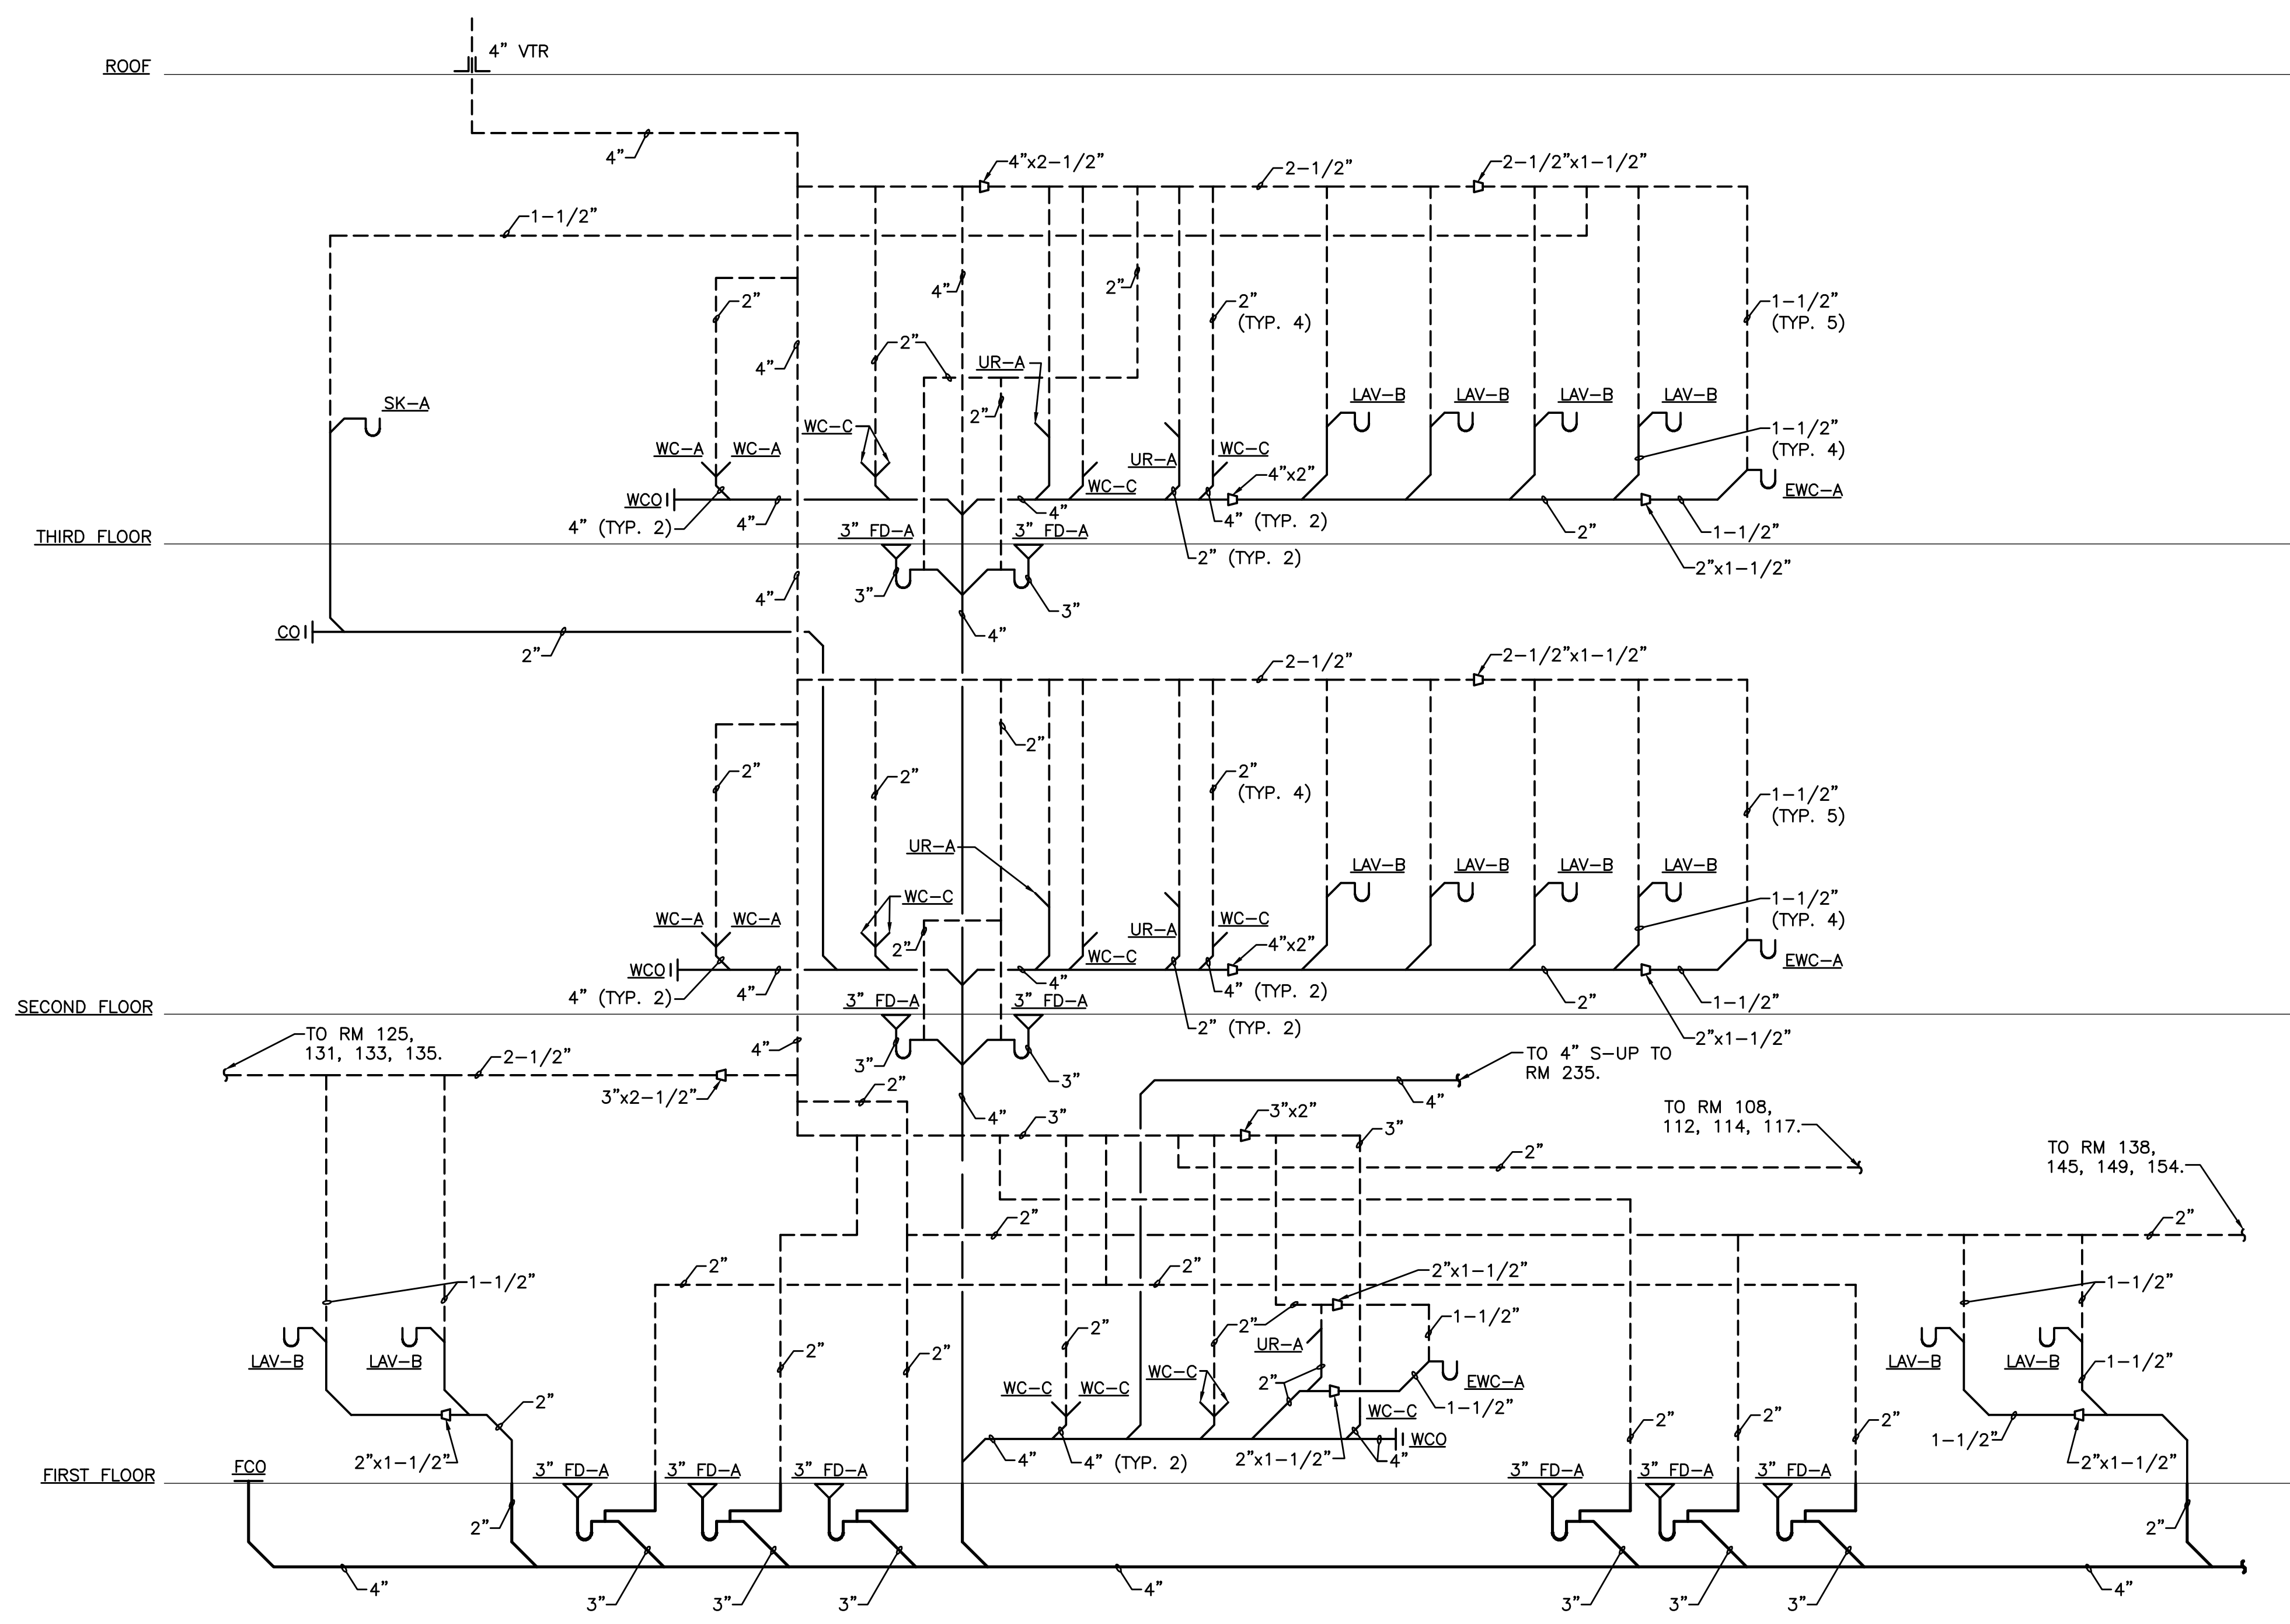 4" VTR
ROOF
4"
4"x2-1/2"
2-1/2"
2-1/2"x1-1/2"
1-1/2"
2"
4"
2"
2"
(TYP. 4)
1-1/2"
(TYP. 5)
4"
2"
UR-A
2"
SK-A
LAV-B
LAV-B
LAV-B
LAV-B
WC-C
1-1/2"
(TYP. 4)
WC-A
WC-A
UR-A
WC-C
4"x2"
WCO
WC-C
EWC-A
4" (TYP. 2)
4"
4"
4" (TYP. 2)
2"
1-1/2"
THIRD FLOOR
3" FD-A
3" FD-A
2" (TYP. 2)
2"x1-1/2"
4"
3"
3"
CO
2"
4"
2-1/2"
2-1/2"x1-1/2"
2"
2"
2"
2"
(TYP. 4)
1-1/2"
(TYP. 5)
UR-A
LAV-B
LAV-B
LAV-B
LAV-B
WC-C
1-1/2"
(TYP. 4)
WC-A
WC-A
2"
UR-A
WC-C
4"x2"
WCO
WC-C
EWC-A
4" (TYP. 2)
4"
4"
4" (TYP. 2)
2"
1-1/2"
SECOND FLOOR
3" FD-A
3" FD-A
2" (TYP. 2)
2"x1-1/2"
TO RM 125,
131, 133, 135.
2-1/2"
4"
3"
3"
TO 4" S-UP TO
RM 235.
3"x2-1/2"
2"
4"
3"
3"x2"
4"
3"
TO RM 108,
112, 114, 117.
2"
TO RM 138,
145, 149, 154.
2"
2"
2"
2"
2"x1-1/2"
1-1/2"
1-1/2"
1-1/2"
2"
2"
2"
2"
UR-A
LAV-B
LAV-B
WC-C
WC-C
WC-C
2"
EWC-A
LAV-B
LAV-B
1-1/2"
2"
1-1/2"
WC-C
2"
2"
2"
2"x1-1/2"
4"
4" (TYP. 2)
2"x1-1/2"
4"
WCO
1-1/2"
2"x1-1/2"
FIRST FLOOR
FCO
3" FD-A
3" FD-A
3" FD-A
3" FD-A
3" FD-A
3" FD-A
2"
2"
4"
3"
3"
3"
4"
3"
3"
3"
4"